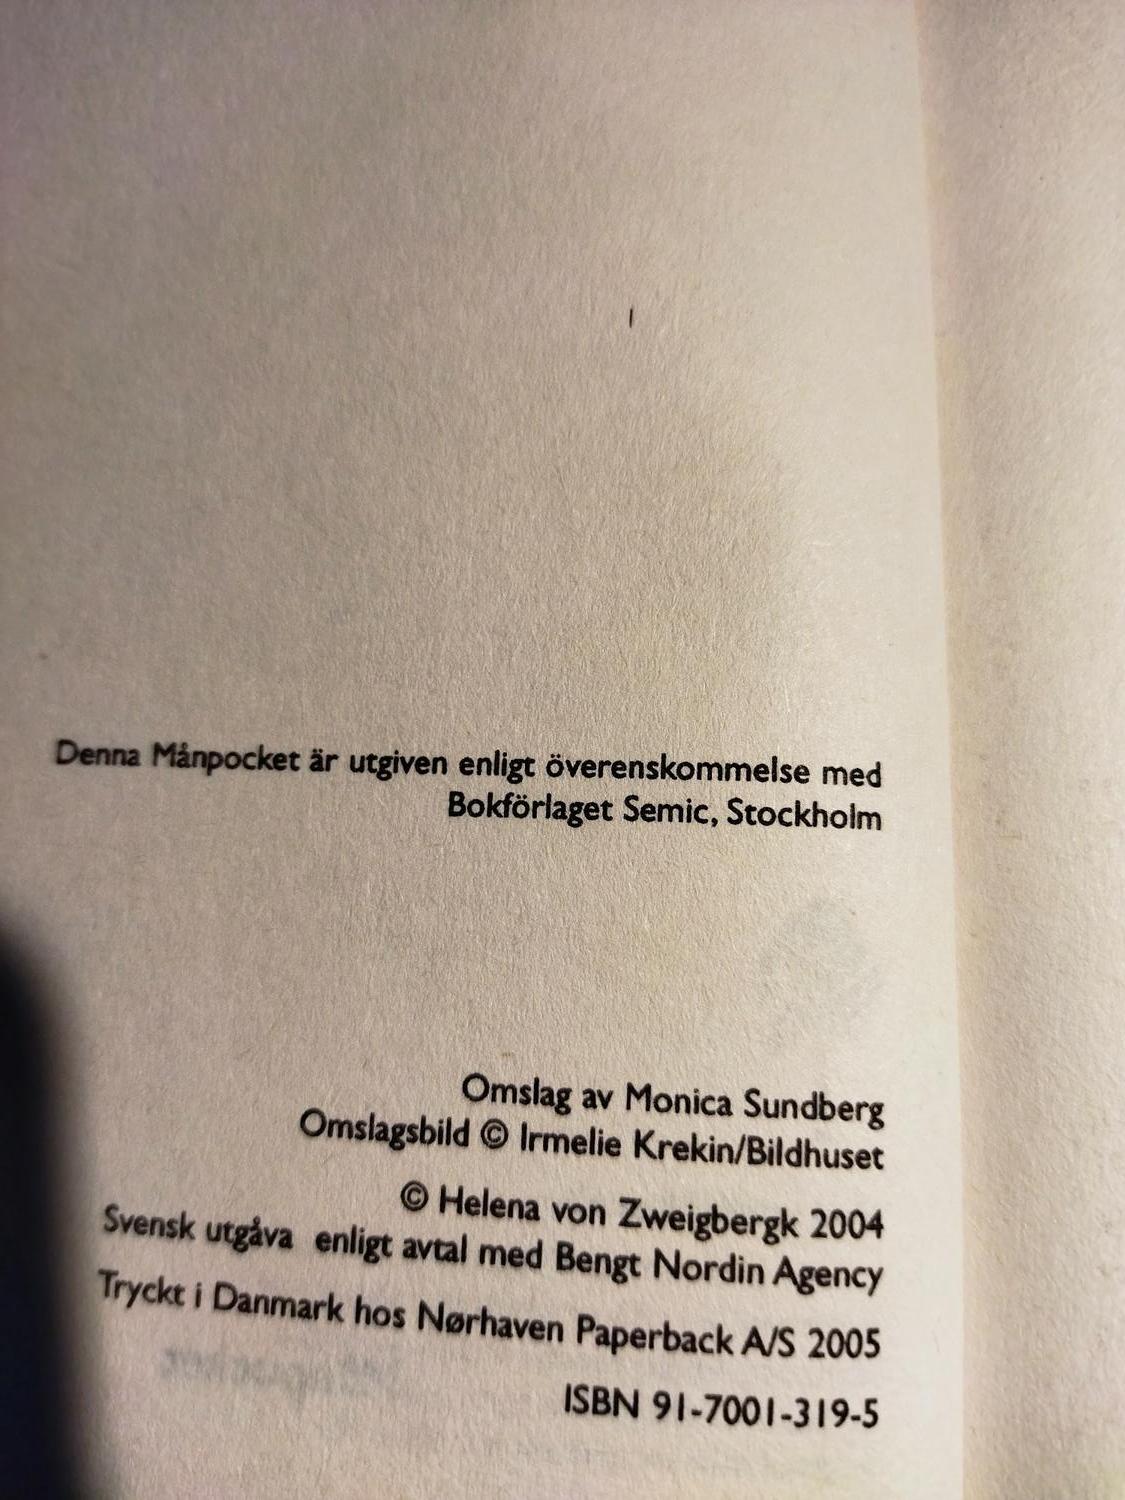 Denna Månpocket är utgiven enligt överenskommelse med
Bokförlaget Semic, Stockholm
Omslag av Monica Sundberg
Omslagsbild © Irmelie Krekin/Bildhuset
© Helena von Zweigbergk 2004
Svensk utgåva enligt avtal med Bengt Nordin Agency
Tryckt i Danmark hos Nørhaven Paperback A/S 2005
ISBN 91-7001-319-5